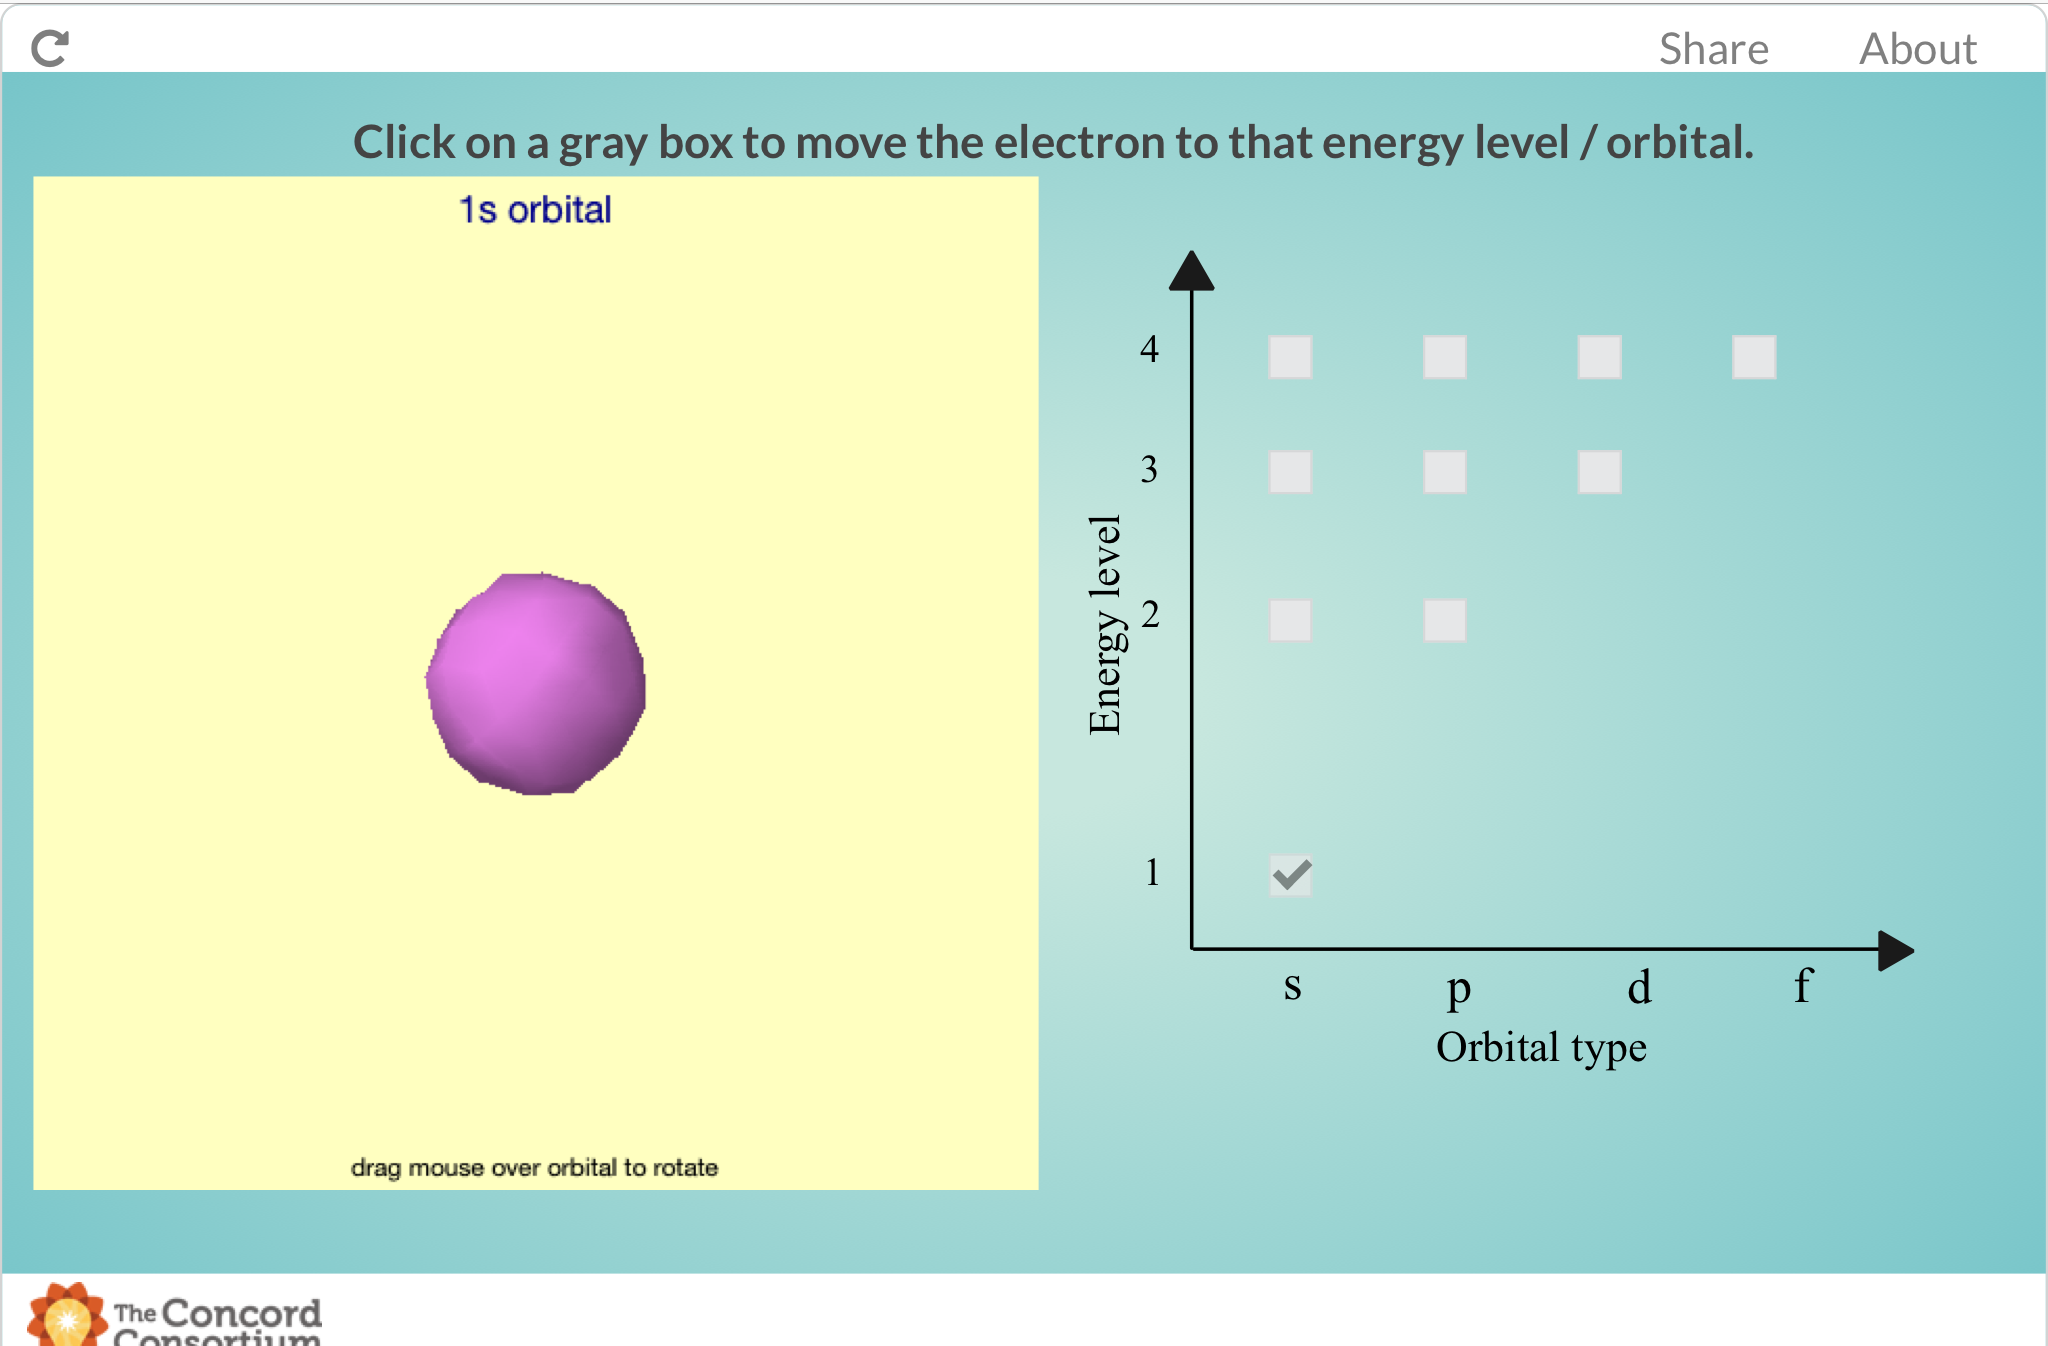 Share About
Click on a gray box to move the electron to that energy level / orbital.
1s orbital
drag mouse over orbital to rotate
4
3
2
1
Energy level
s p d f
Orbital type
The Concord
Consortium